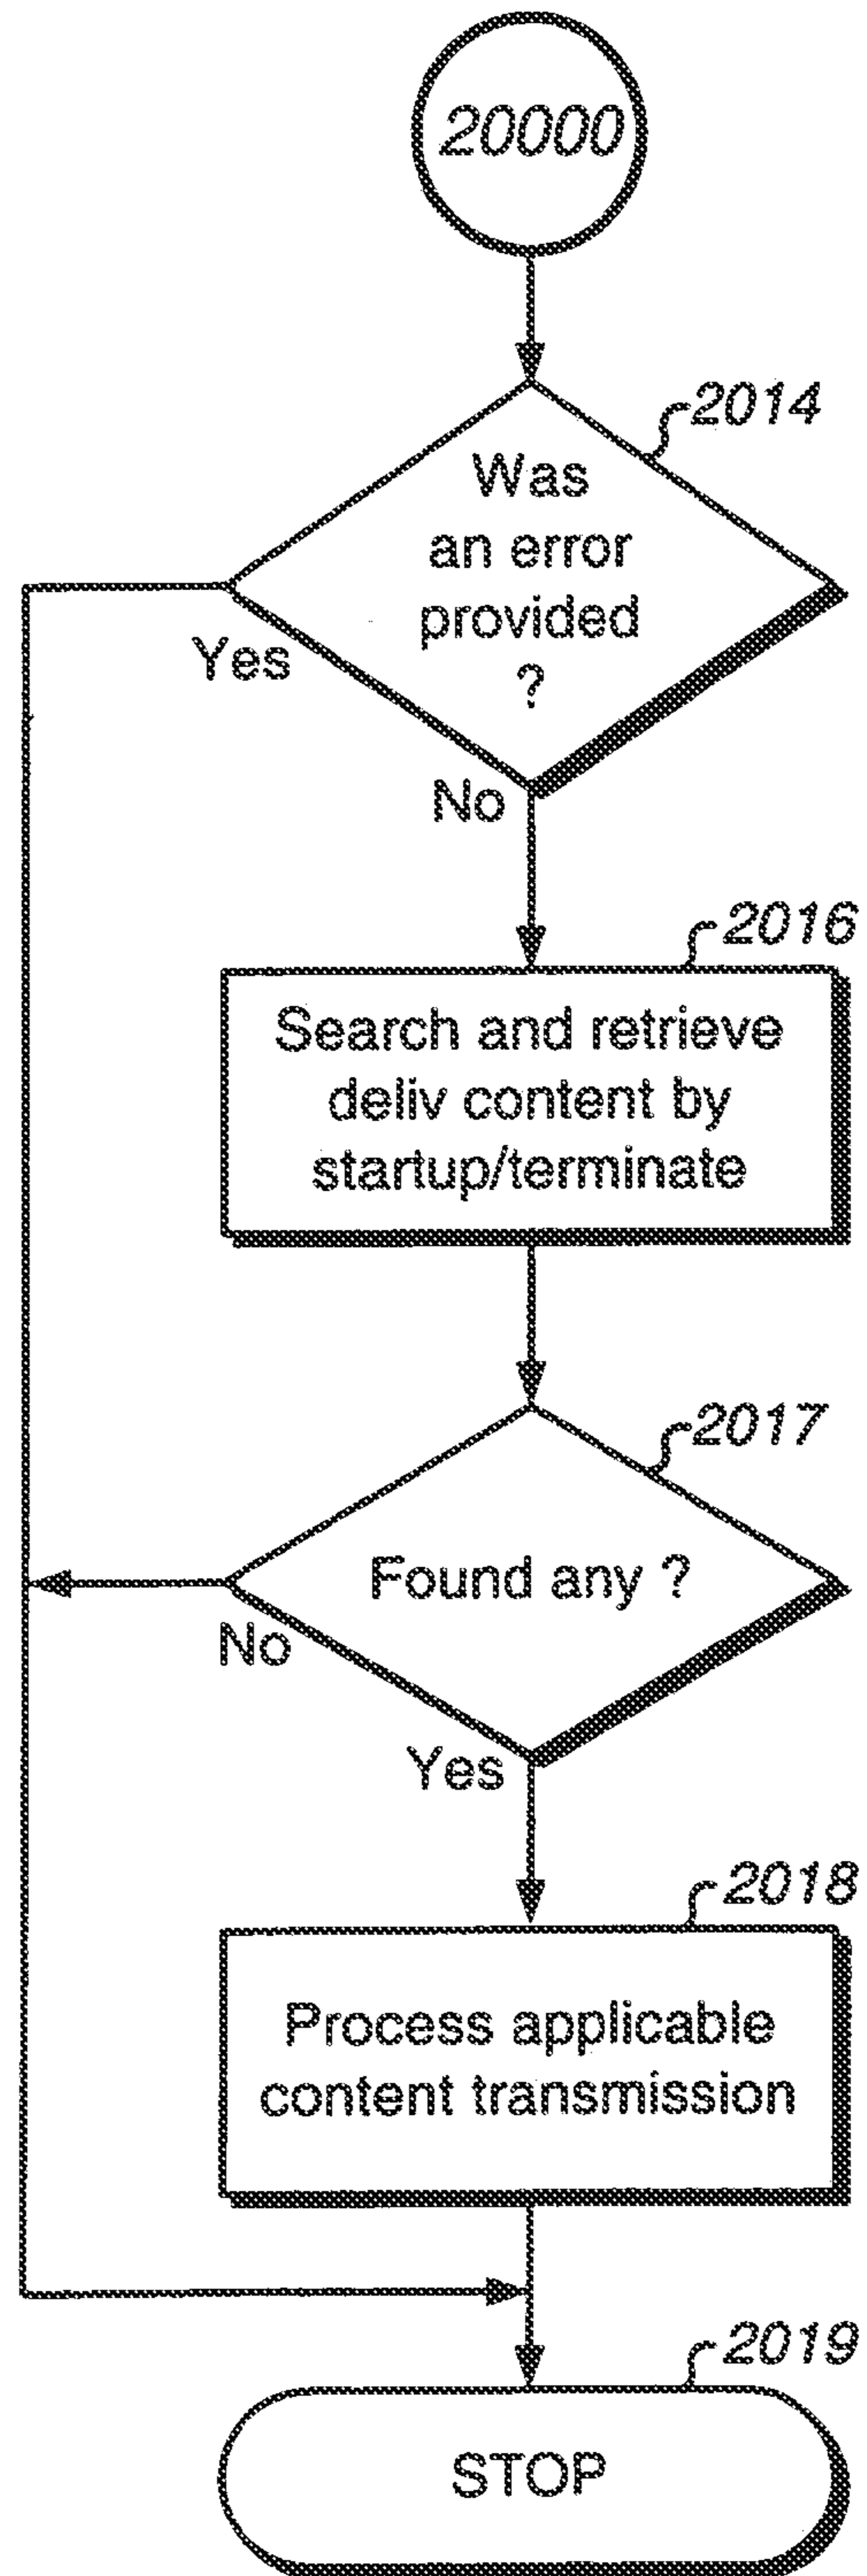 20000
2014
Was
an error
provided
?
Yes
No
2016
Search and retrieve
deliv content by
startup/terminate
2017
Found any ?
No
Yes
2018
Process applicable
content transmission
2019
STOP